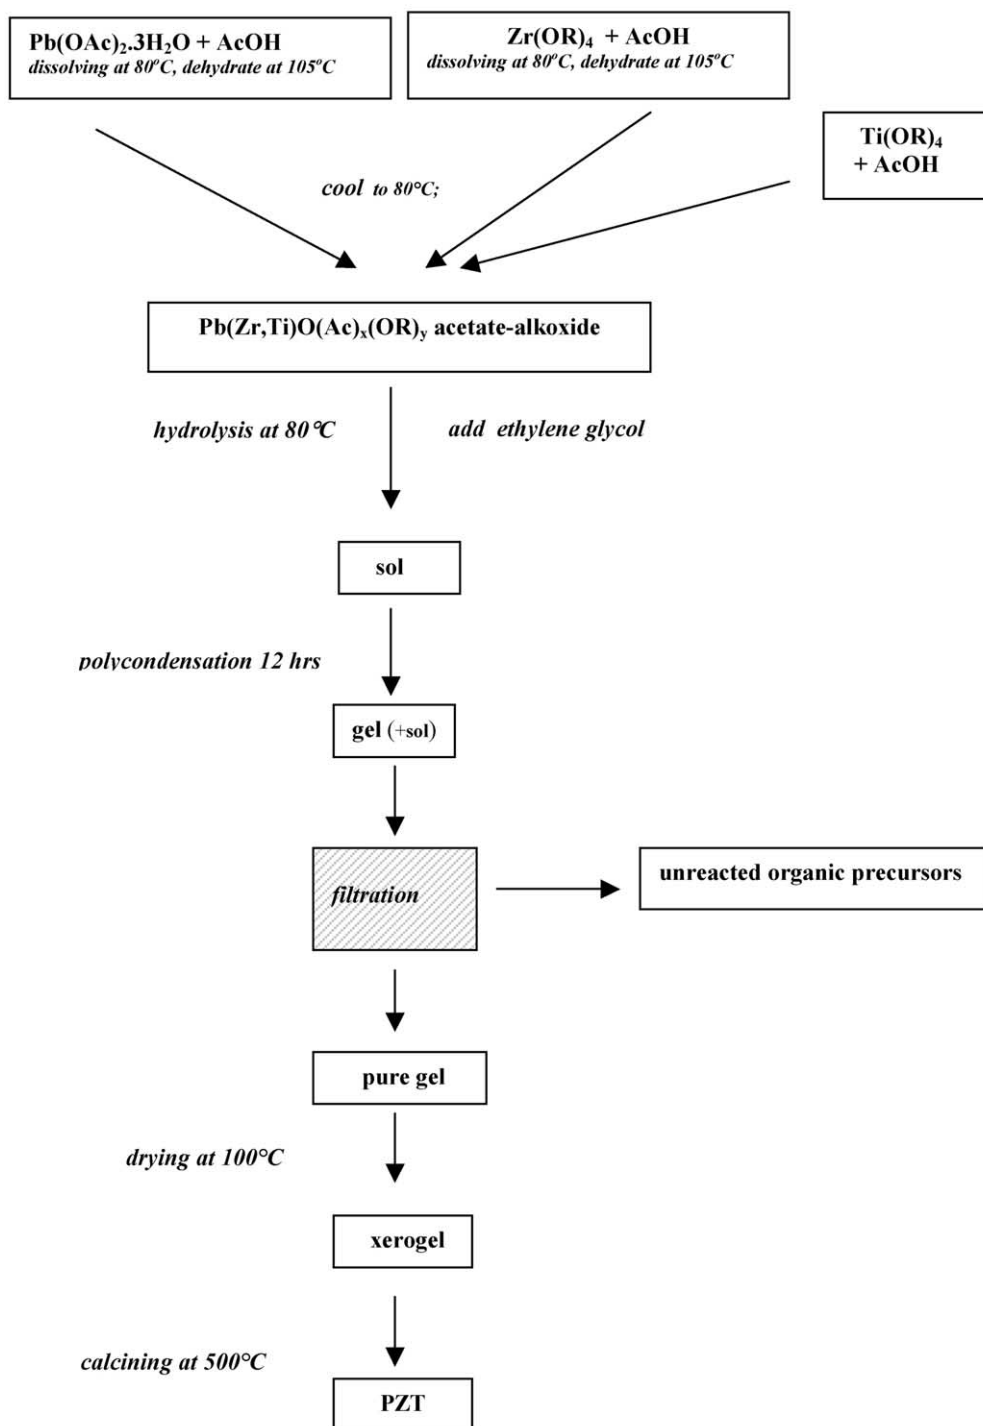 Pb(OAc)₂.3H₂O + AcOH
dissolving at 80°C, dehydrate at 105°C
Zr(OR)₄ + AcOH
dissolving at 80°C, dehydrate at 105°C
Ti(OR)₄
+ AcOH
cool to 80°C;
Pb(Zr,Ti)O(Ac)ₓ(OR)ᵧ acetate-alkoxide
hydrolysis at 80°C
add ethylene glycol
sol
polycondensation 12 hrs
gel (+sol)
filtration
unreacted organic precursors
pure gel
drying at 100°C
xerogel
calcining at 500°C
PZT